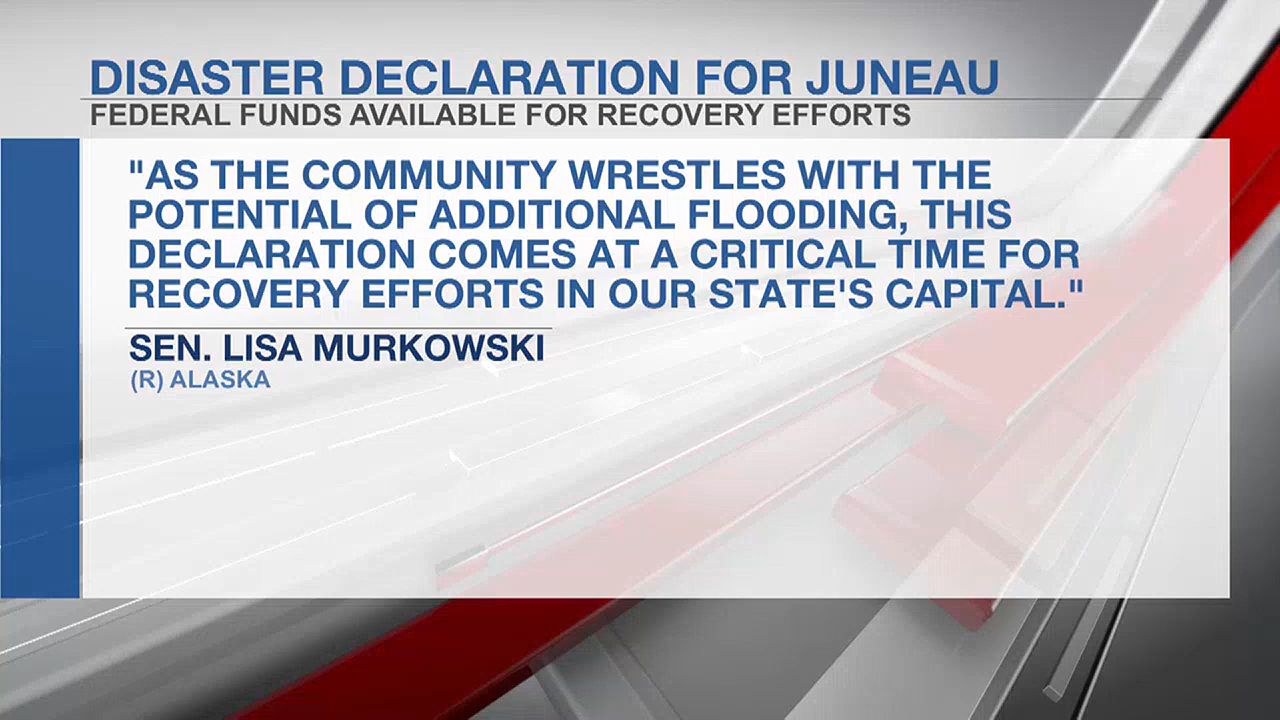 DISASTER DECLARATION FOR JUNEAU
FEDERAL FUNDS AVAILABLE FOR RECOVERY EFFORTS
"AS THE COMMUNITY WRESTLES WITH THE
POTENTIAL OF ADDITIONAL FLOODING, THIS
DECLARATION COMES AT A CRITICAL TIME FOR
RECOVERY EFFORTS IN OUR STATE'S CAPITAL."
SEN. LISA MURKOWSKI
(R) ALASKA